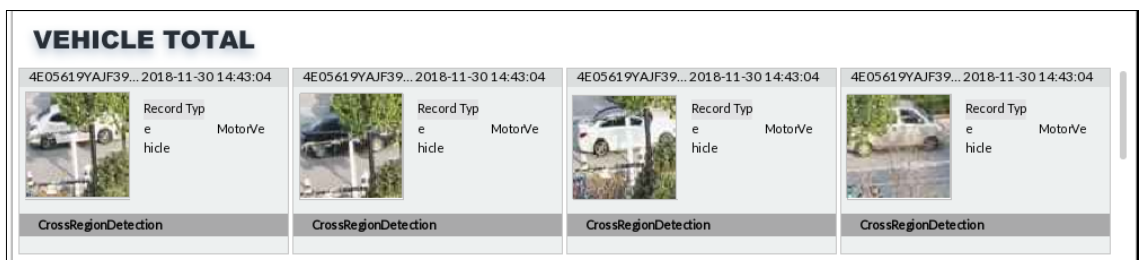 VEHICLE TOTAL
4E05619YAJF39... 2018-11-30 14:43:04
Record Typ
e MotorVe
hicle
CrossRegionDetection
4E05619YAJF39... 2018-11-30 14:43:04
Record Typ
e MotorVe
hicle
CrossRegionDetection
4E05619YAJF39... 2018-11-30 14:43:04
Record Typ
e MotorVe
hicle
CrossRegionDetection
4E05619YAJF39... 2018-11-30 14:43:04
Record Typ
e MotorVe
hicle
CrossRegionDetection